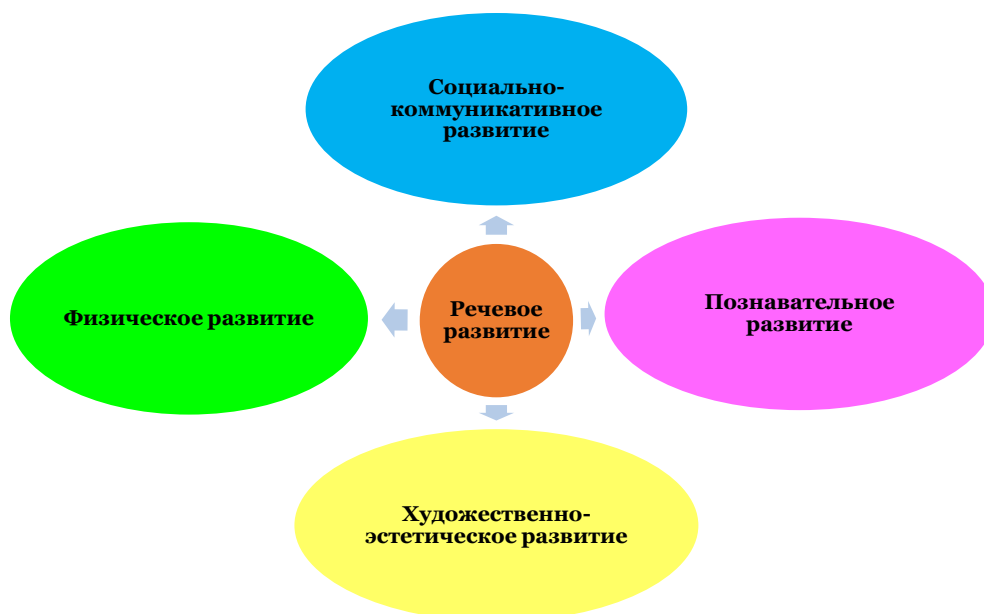 Социально-
коммуникативное
развитие
Физическое развитие
Речевое
развитие
Познавательное
развитие
Художественно-
эстетическое развитие